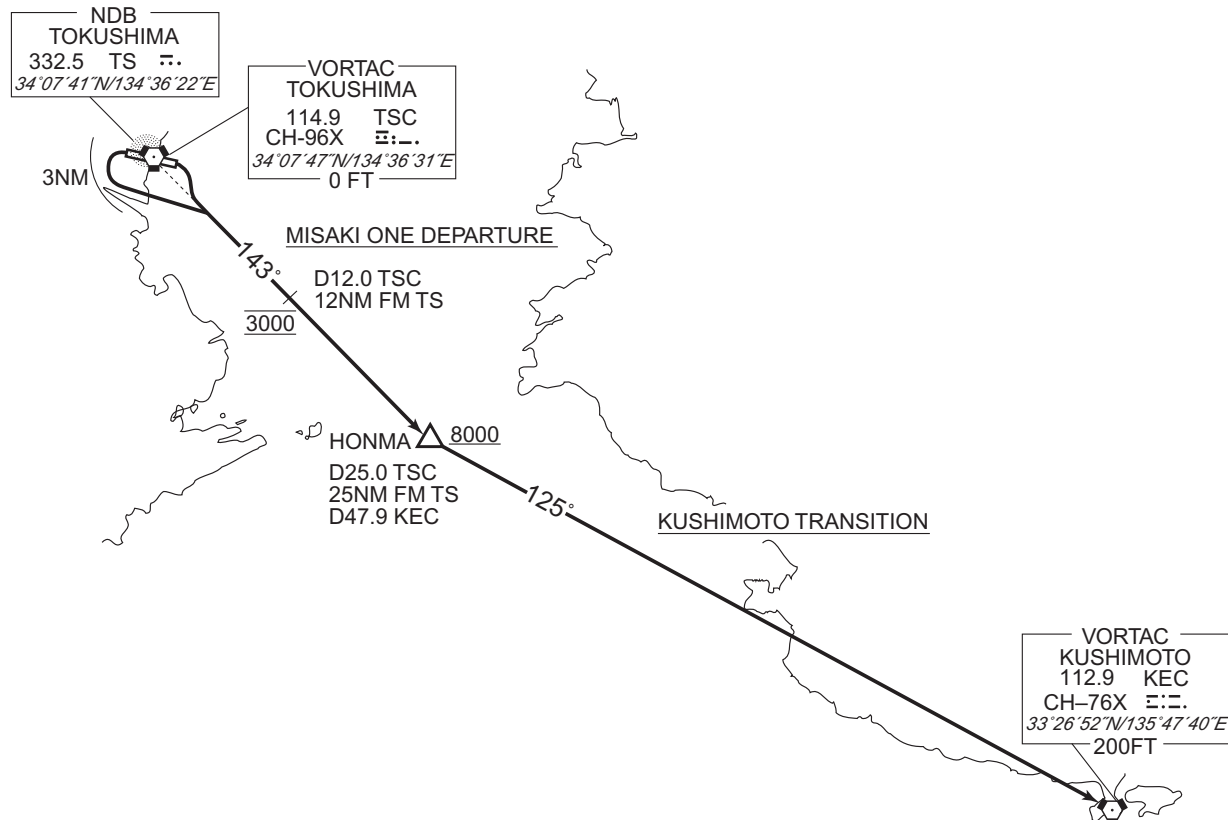 NDB
TOKUSHIMA
332.5 TS
34°07´41˝N/134°36´22˝E
VORTAC
TOKUSHIMA
114.9 TSC
CH-96X
34°07´47˝N/134°36´31˝E
0 FT
3NM
MISAKI ONE DEPARTURE
143°
D12.0 TSC
12NM FM TS
3000
HONMA
8000
D25.0 TSC
25NM FM TS
D47.9 KEC
125°
KUSHIMOTO TRANSITION
VORTAC
KUSHIMOTO
112.9 KEC
CH–76X
33°26´52˝N/135°47´40˝E
200FT